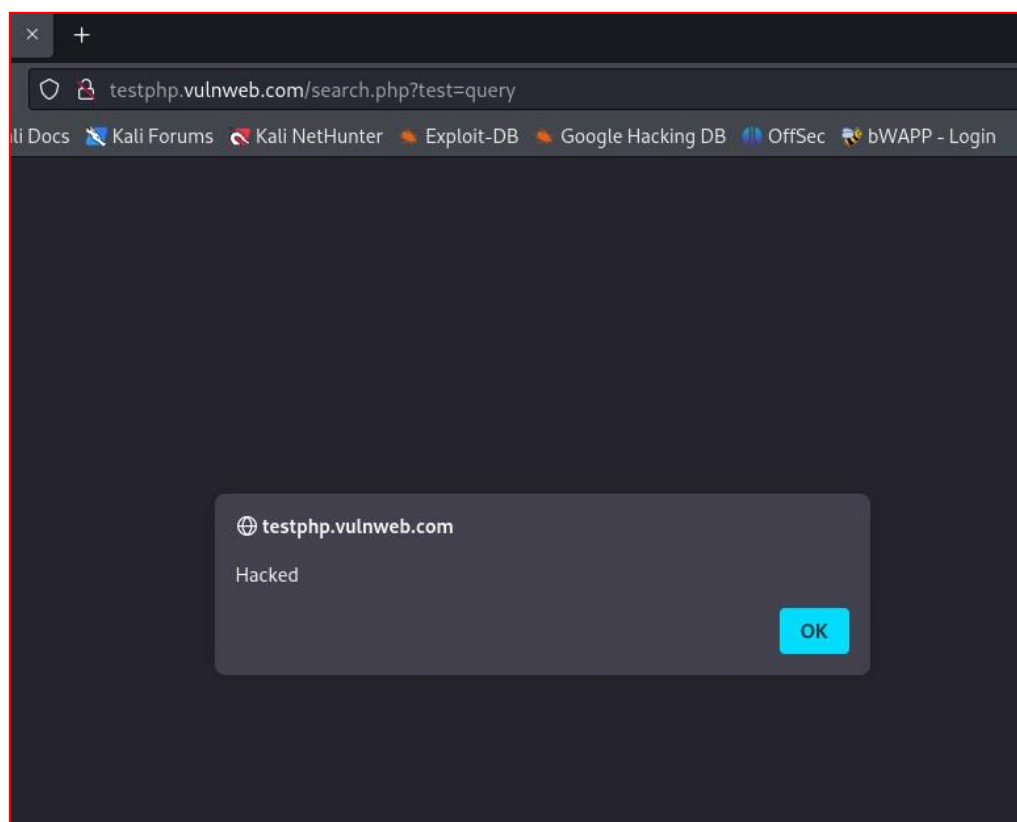 × +
testphp.vulnweb.com/search.php?test=query
li Docs Kali Forums Kali NetHunter Exploit-DB Google Hacking DB OffSec bWAPP - Login
testphp.vulnweb.com
Hacked
OK